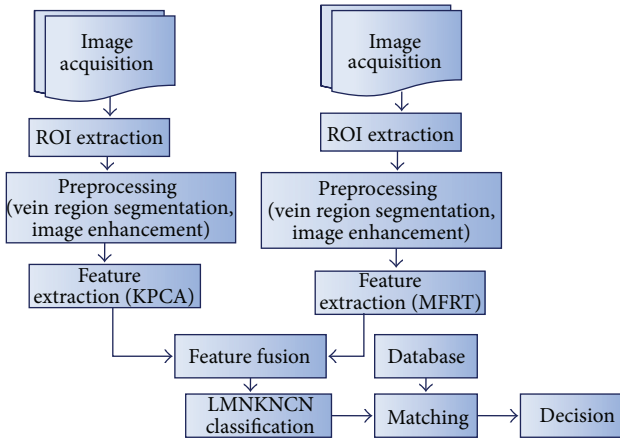 Image
acquisition
ROI extraction
Preprocessing
(vein region segmentation,
image enhancement)
Feature
extraction (KPCA)
Image
acquisition
ROI extraction
Preprocessing
(vein region segmentation,
image enhancement)
Feature
extraction (MFRT)
Feature fusion
Database
LMNKNCN
classification
Matching
Decision